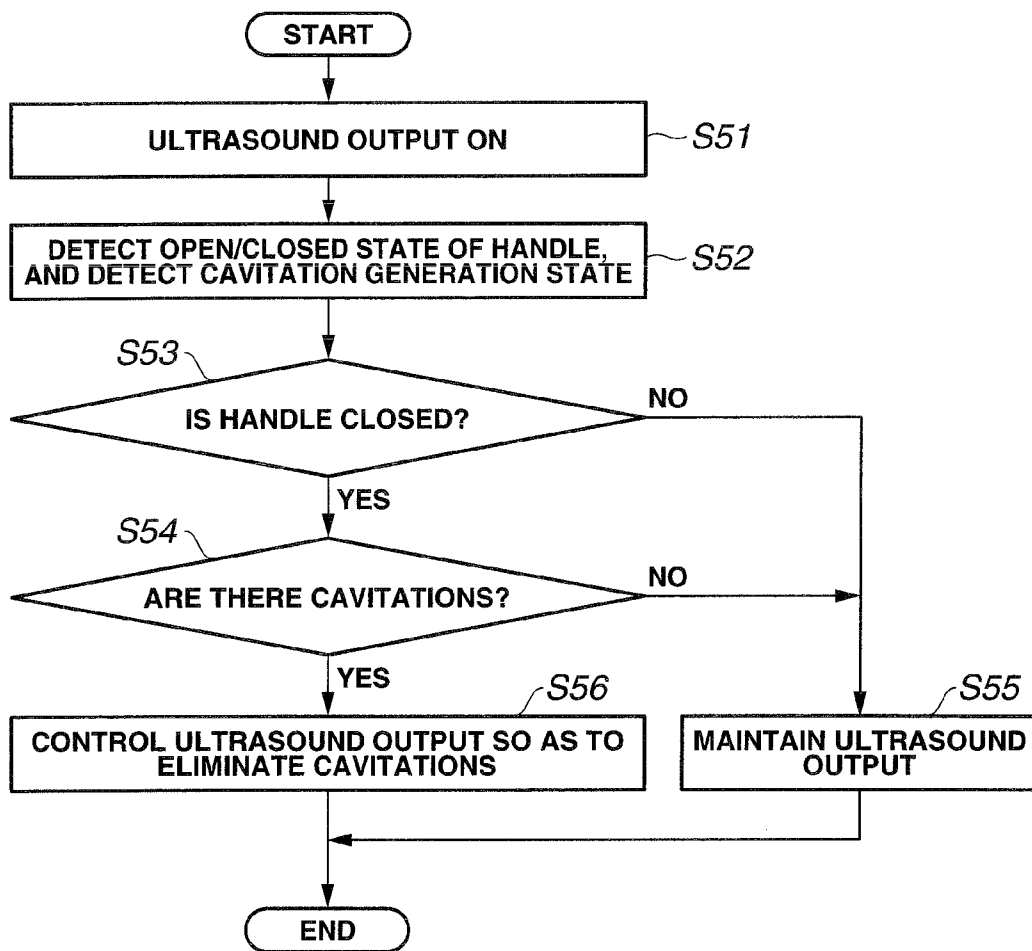 START
ULTRASOUND OUTPUT ON
S51
DETECT OPEN/CLOSED STATE OF HANDLE,
AND DETECT CAVITATION GENERATION STATE
S52
S53
IS HANDLE CLOSED?
NO
YES
S54
ARE THERE CAVITATIONS?
NO
YES
S56
CONTROL ULTRASOUND OUTPUT SO AS TO
ELIMINATE CAVITATIONS
S55
MAINTAIN ULTRASOUND
OUTPUT
END